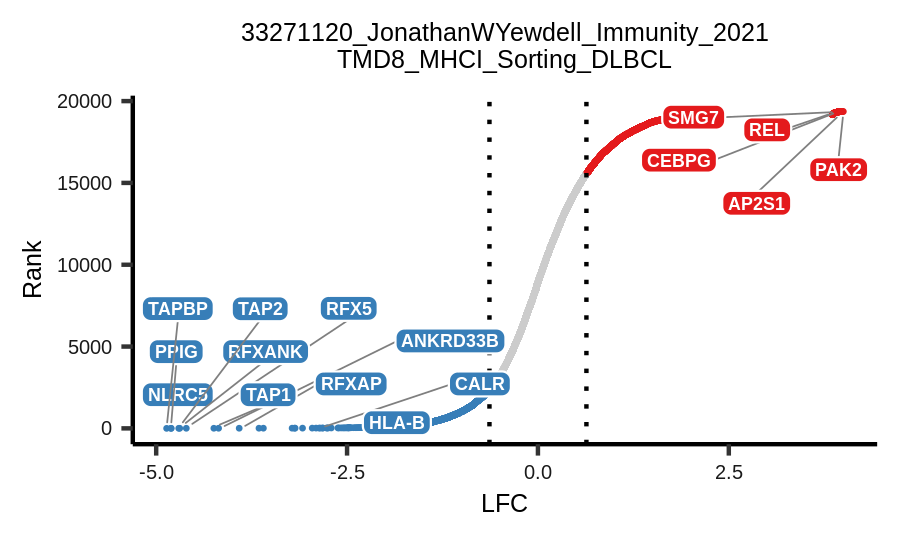 33271120_JonathanWYewdell_Immunity_2021
TMD8_MHCI_Sorting_DLBCL
20000
15000
10000
5000
0
Rank
SMG7
REL
CEBPG
PAK2
AP2S1
TAPBP
TAP2
RFX5
ANKRD33B
PPIG
RFXANK
RFXAP
CALR
NLRC5
TAP1
HLA-B
-5.0
-2.5
0.0
2.5
LFC